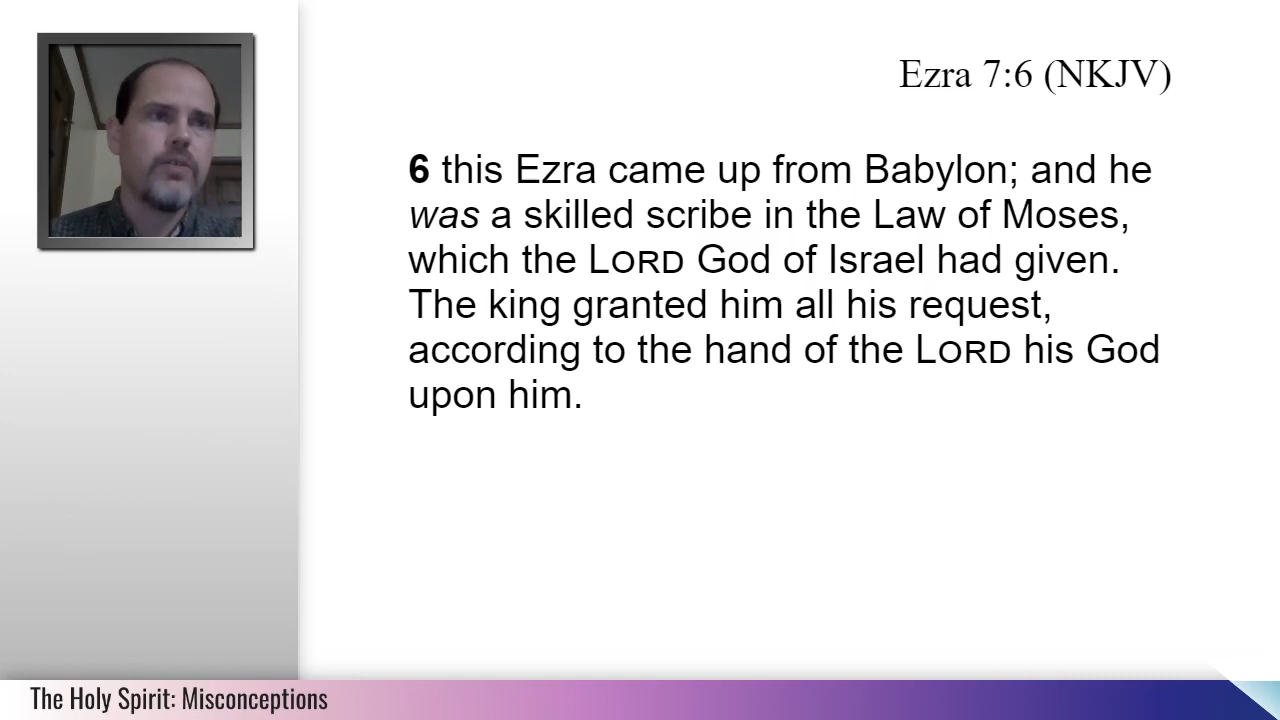 Ezra 7:6 (NKJV)
6 this Ezra came up from Babylon; and he
was a skilled scribe in the Law of Moses,
which the LORD God of Israel had given.
The king granted him all his request,
according to the hand of the LORD his God
upon him.
The Holy Spirit: Misconceptions